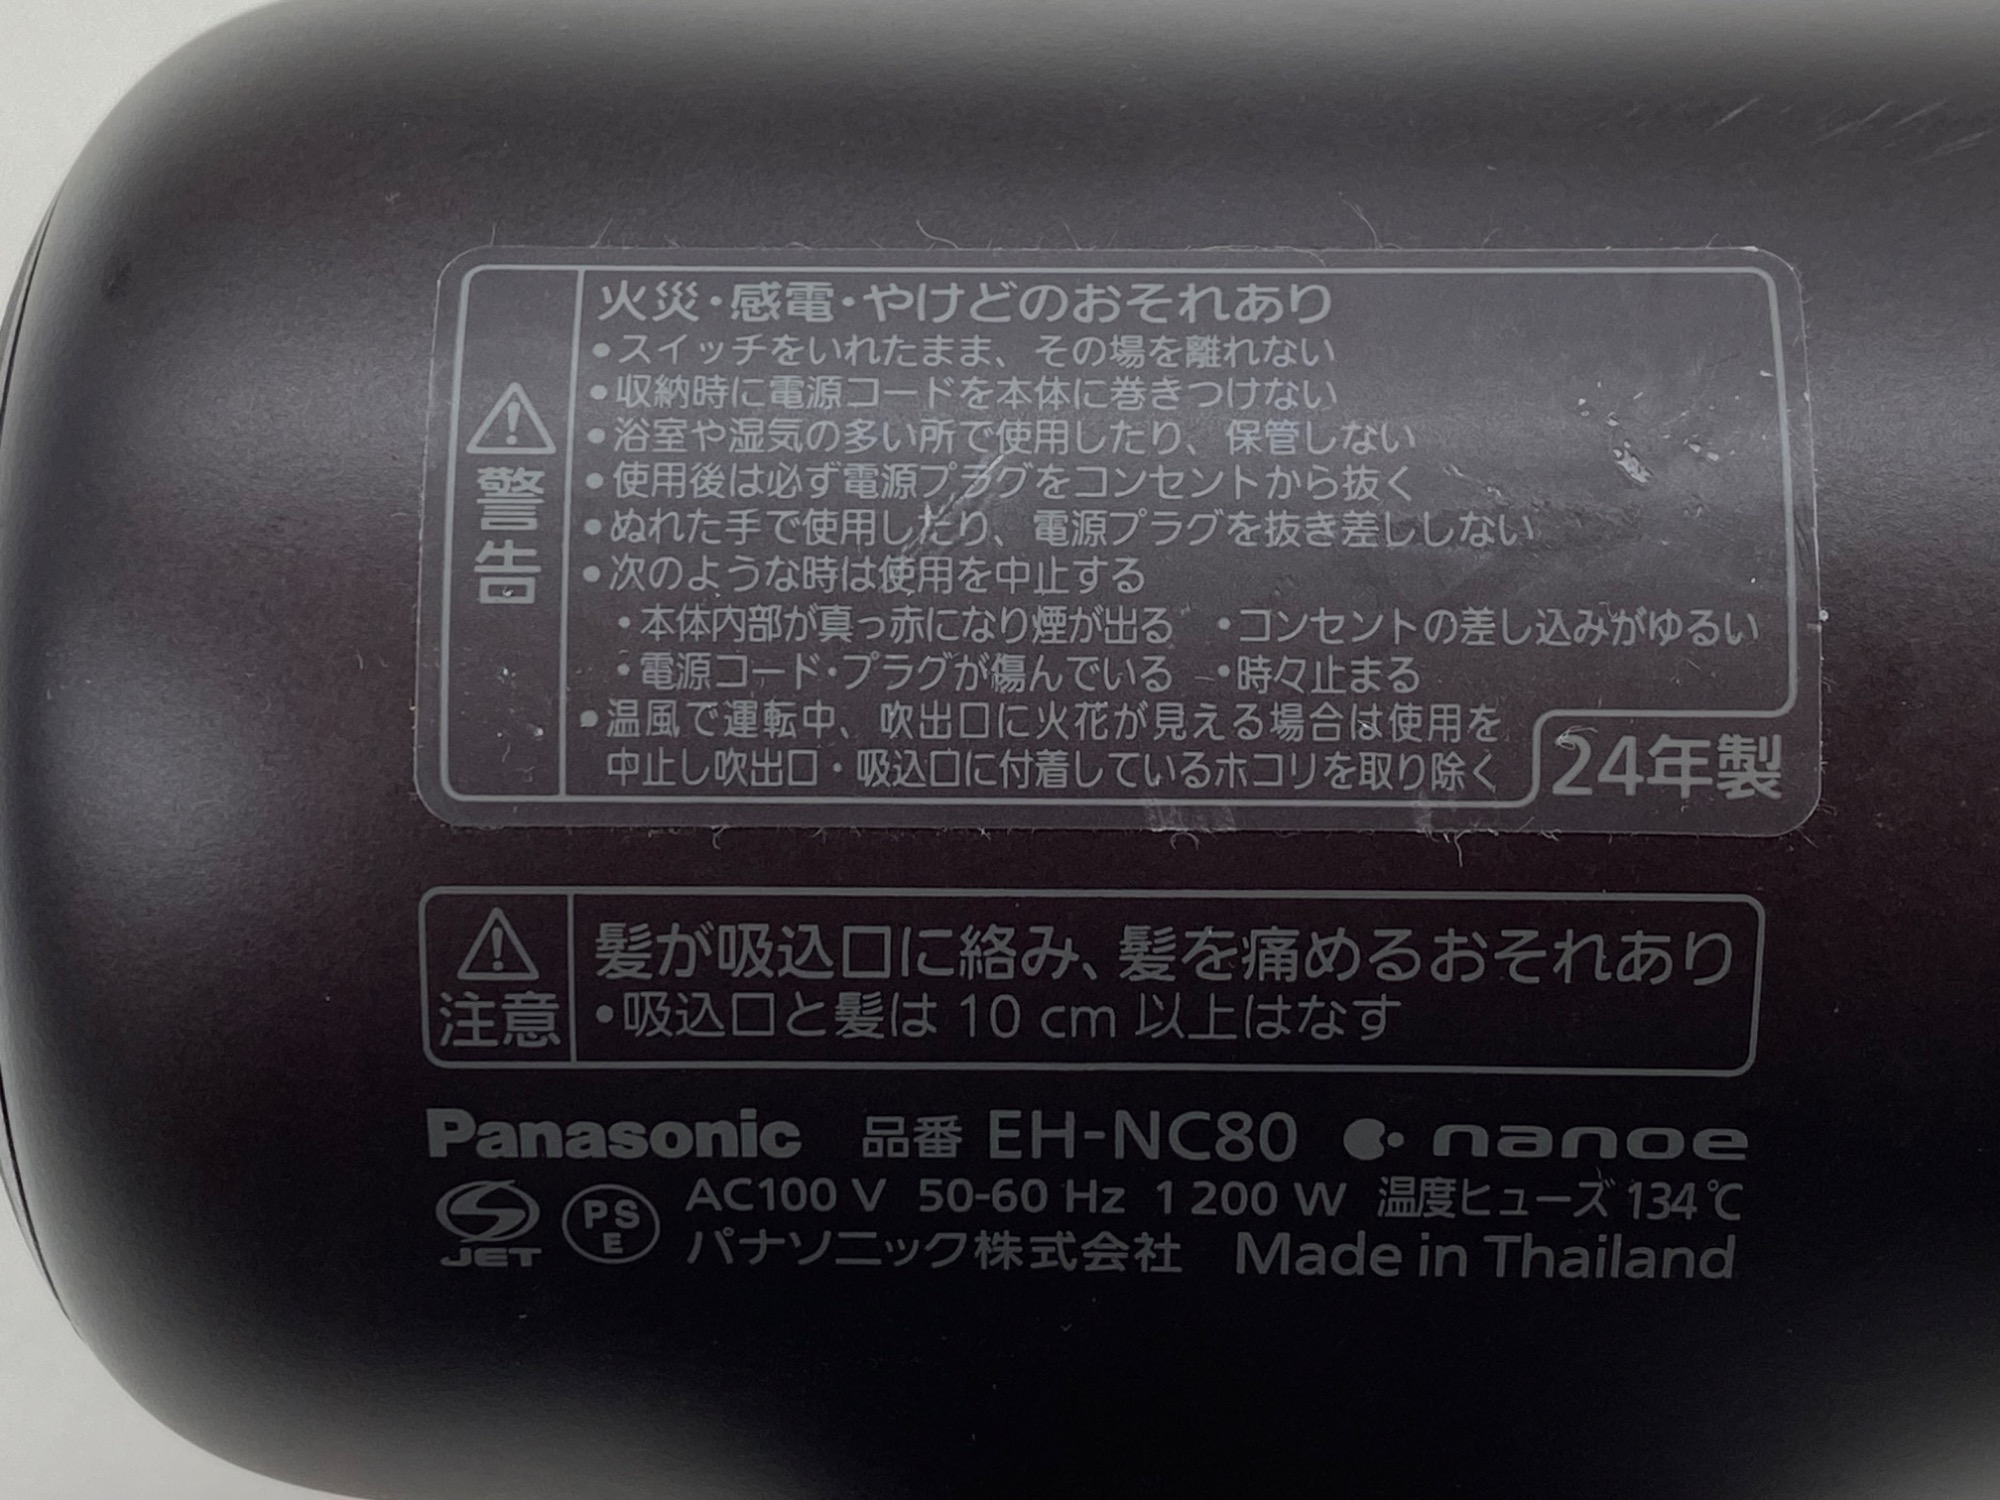 火災・感電・やけどのおそれあり
•スイッチをいれたまま、その場を離れない
•収納時に電源コードを本体に巻きつけない
•浴室や湿気の多い所で使用したり、保管しない
•使用後は必ず電源プラグをコンセントから抜く
•ぬれた手で使用したり、電源プラグを抜き差ししない
•次のような時は使用を中止する
・本体内部が真っ赤になり煙が出る ・コンセントの差し込みがゆるい
・電源コード・プラグが傷んでいる ・時々止まる
•温風で運転中、吹出口に火花が見える場合は使用を
中止し吹出口・吸込口に付着しているホコリを取り除く
警告
24年製
髪が吸込口に絡み、髪を痛めるおそれあり
•吸込口と髪は 10 cm 以上はなす
注意
Panasonic 品番 EH-NC80 nanoe
AC100 V 50-60 Hz 1200 W 温度ヒューズ 134℃
JET PSE パナソニック株式会社 Made in Thailand